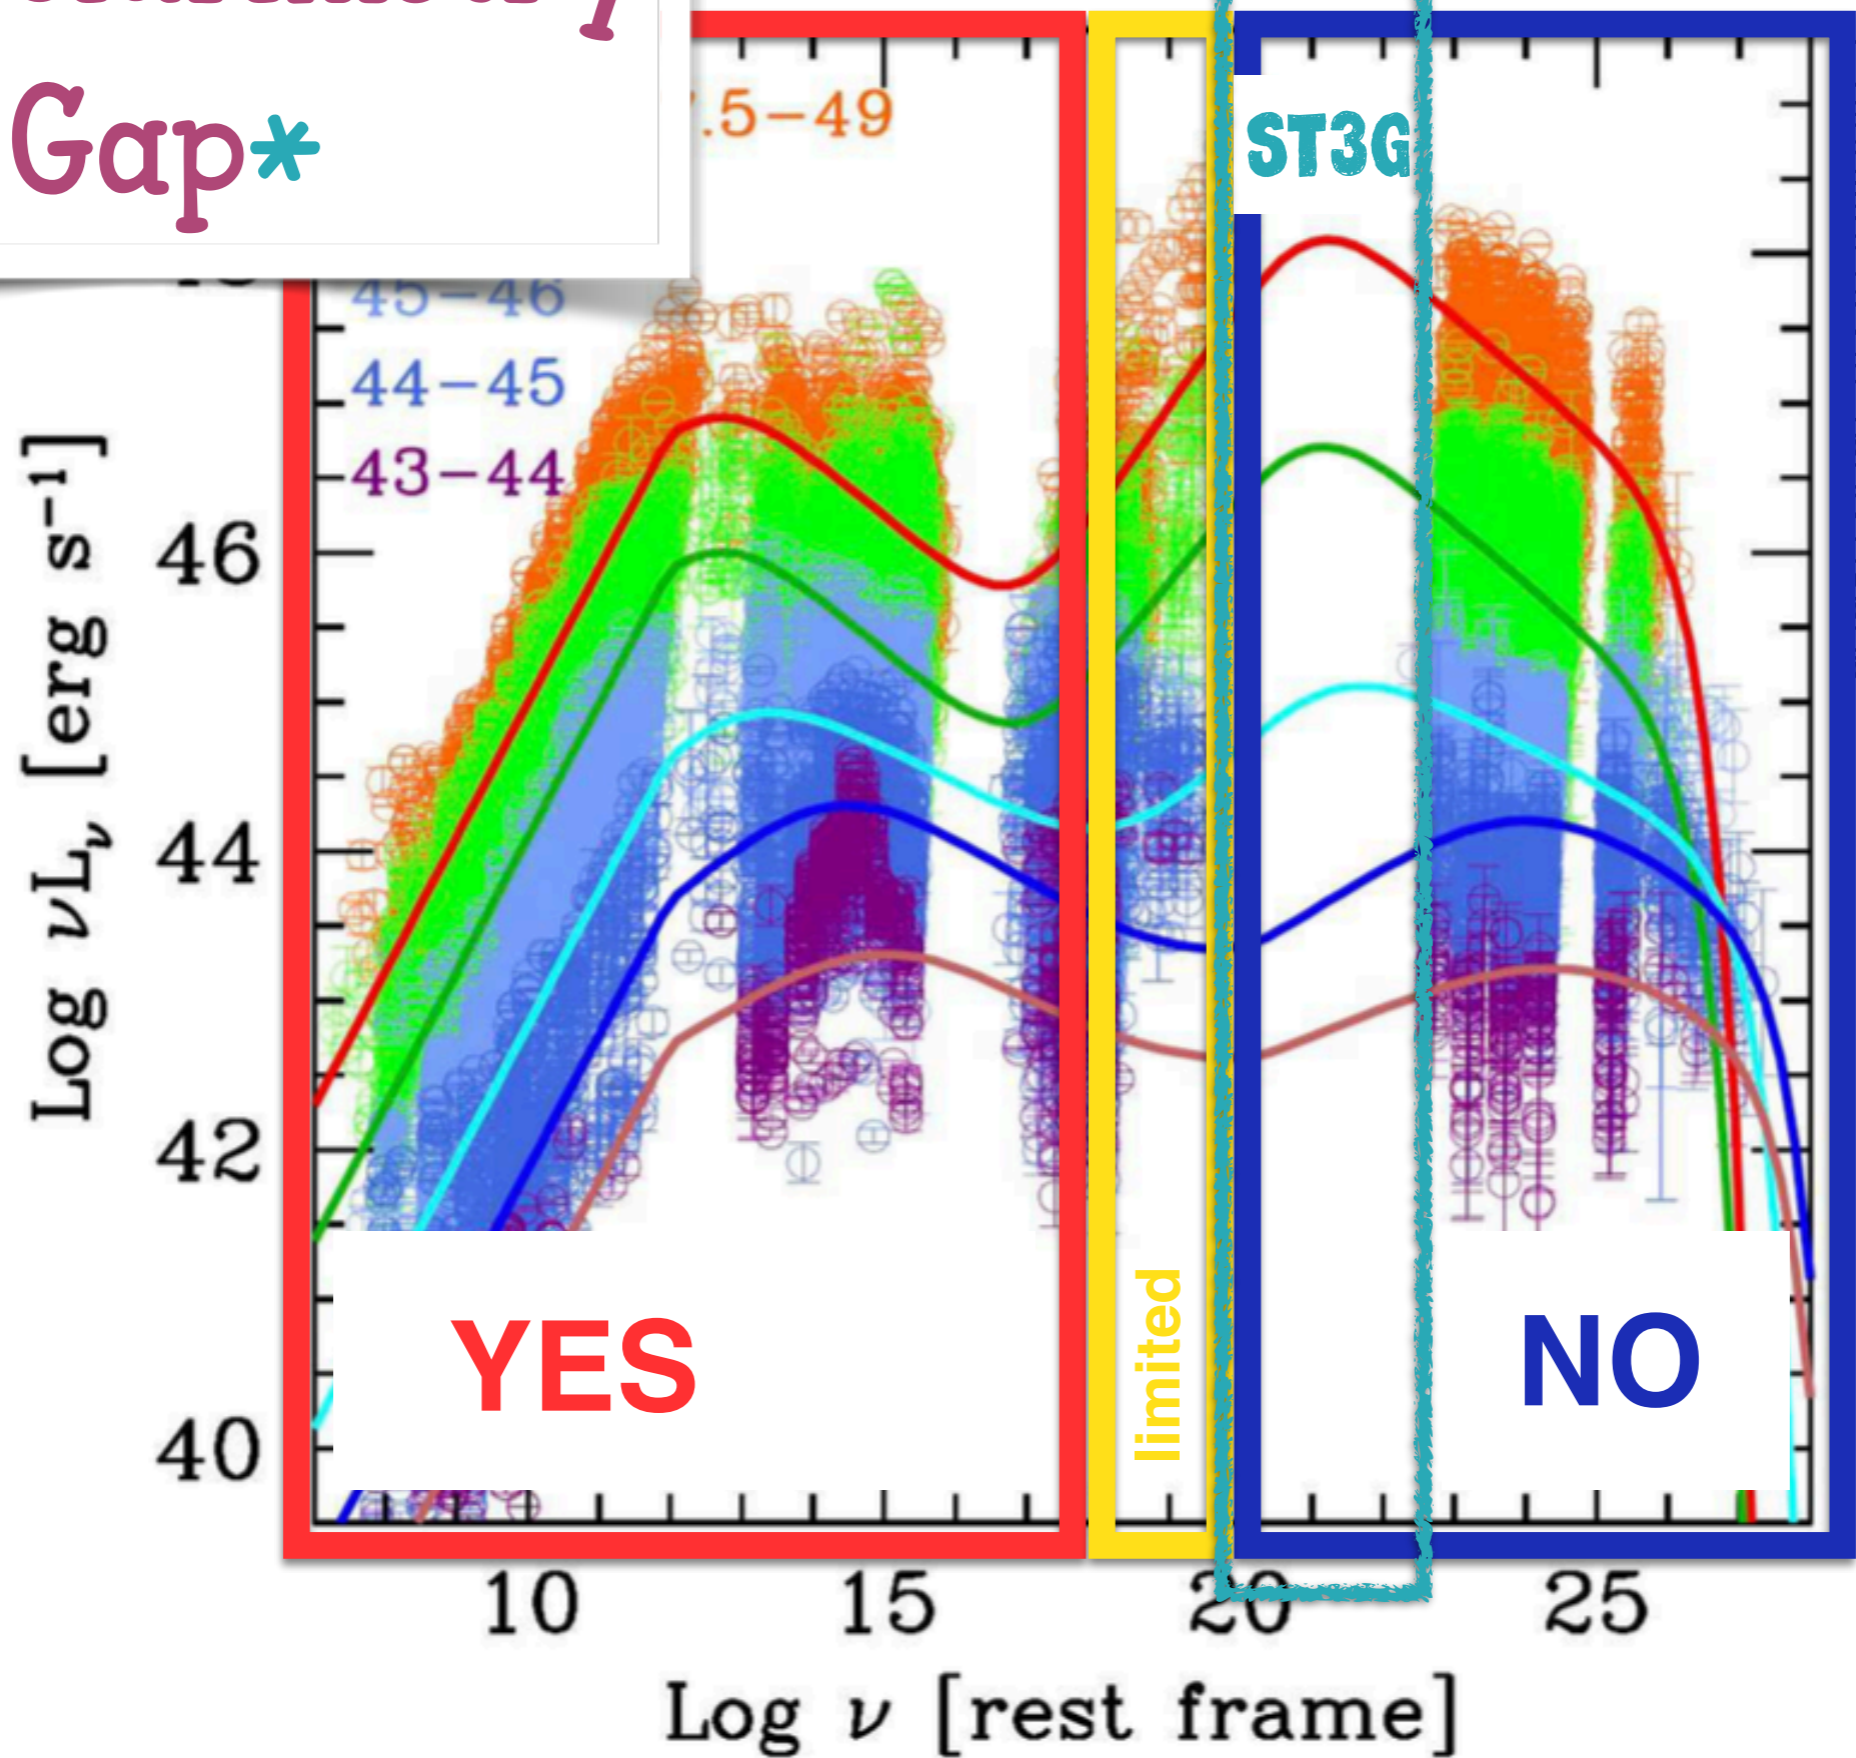 Gap*
.5-49
ST3G
45-46
44-45
43-44
Log νLν [erg s⁻¹]
46
44
42
40
YES
limited
NO
10 15 20 25
Log ν [rest frame]